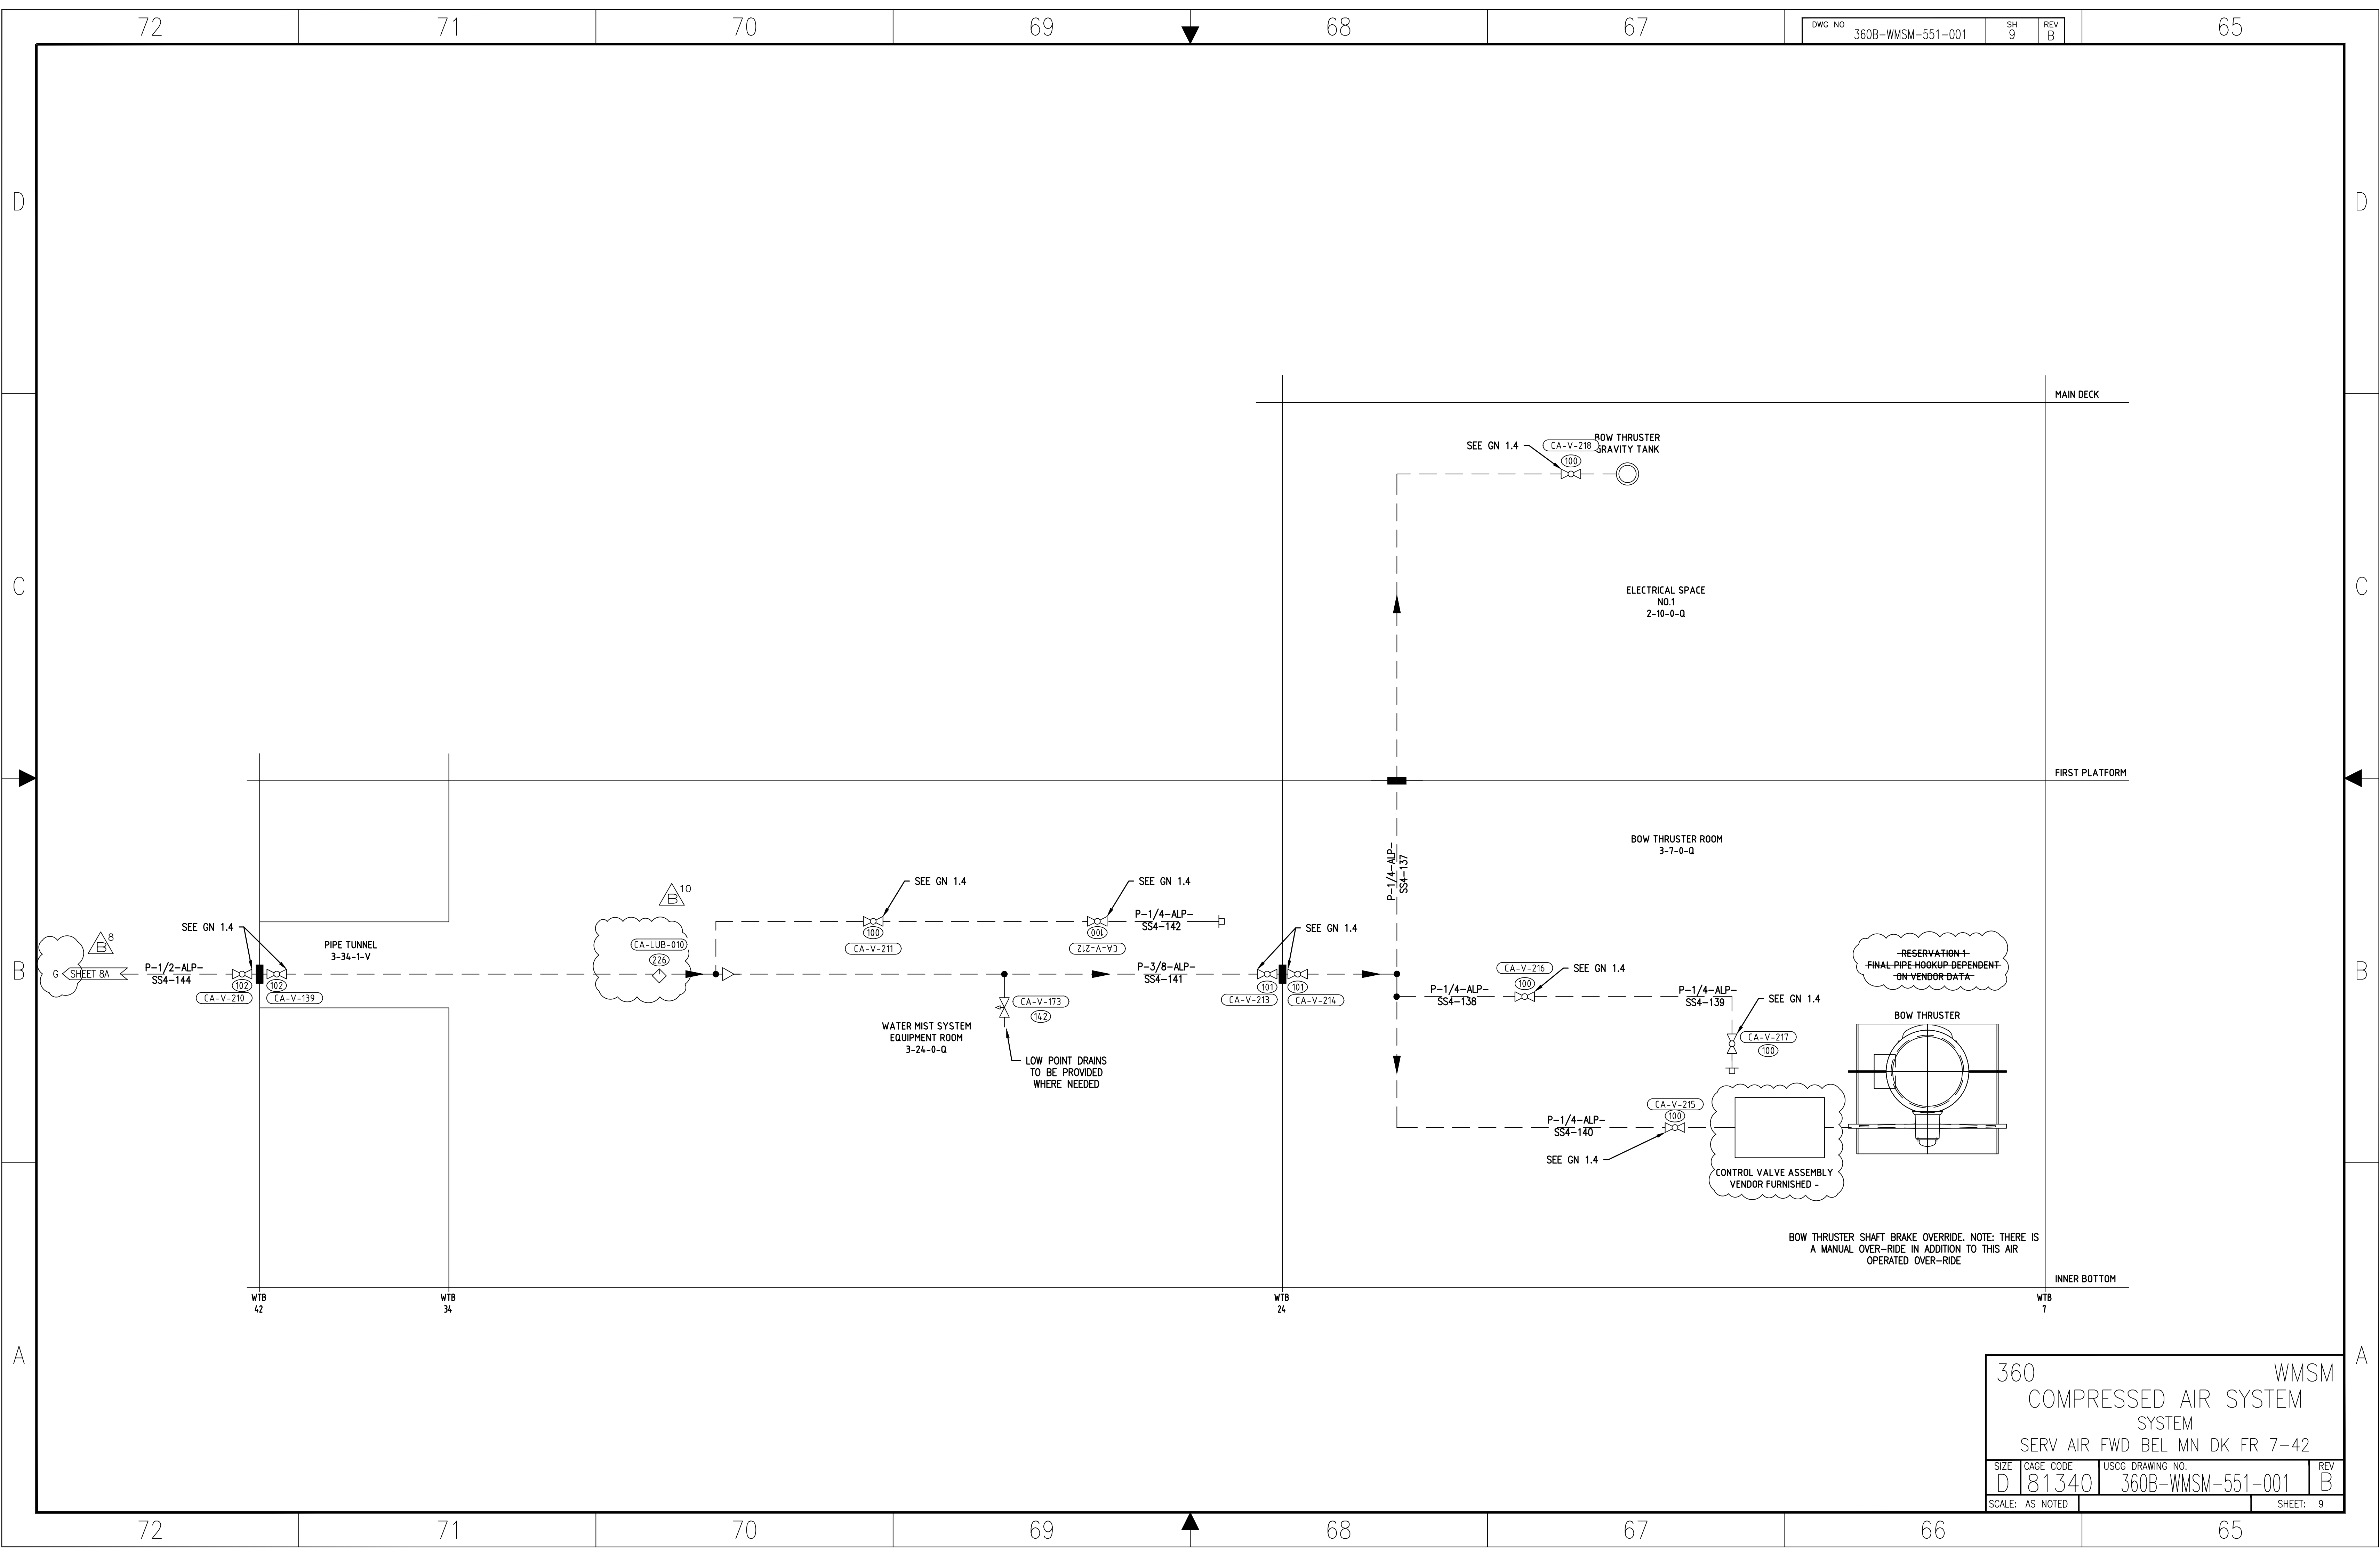 72
71
70
69
68
67
65
DWG NO
360B-WMSM-551-001
SH
9
REV
B
D
D
MAIN DECK
SEE GN 1.4
CA-V-218
BOW THRUSTER
GRAVITY TANK
100
C
C
ELECTRICAL SPACE
NO.1
2-10-0-Q
FIRST PLATFORM
BOW THRUSTER ROOM
3-7-0-Q
P-1/4-ALP-
SS4-137
B
10
SEE GN 1.4
SEE GN 1.4
P-1/4-ALP-
SS4-142
100
CA-V-211
100
CA-V-212
B
8
SEE GN 1.4
PIPE TUNNEL
3-34-1-V
CA-LUB-010
226
SEE GN 1.4
B
B
G
SHEET 8A
P-1/2-ALP-
SS4-144
102
102
CA-V-210
CA-V-139
P-3/8-ALP-
SS4-141
101
101
CA-V-213
CA-V-214
CA-V-216
100
SEE GN 1.4
RESERVATION 1
FINAL PIPE HOOKUP DEPENDENT
ON VENDOR DATA
P-1/4-ALP-
SS4-138
P-1/4-ALP-
SS4-139
SEE GN 1.4
CA-V-173
142
BOW THRUSTER
WATER MIST SYSTEM
EQUIPMENT ROOM
3-24-0-Q
CA-V-217
100
LOW POINT DRAINS
TO BE PROVIDED
WHERE NEEDED
CA-V-215
100
P-1/4-ALP-
SS4-140
SEE GN 1.4
CONTROL VALVE ASSEMBLY
VENDOR FURNISHED -
BOW THRUSTER SHAFT BRAKE OVERRIDE. NOTE: THERE IS
A MANUAL OVER-RIDE IN ADDITION TO THIS AIR
OPERATED OVER-RIDE
INNER BOTTOM
WTB
42
WTB
34
WTB
24
WTB
7
A
A
360
WMSM
COMPRESSED AIR SYSTEM
SYSTEM
SERV AIR FWD BEL MN DK FR 7-42
SIZE
D
CAGE CODE
81340
USCG DRAWING NO.
360B-WMSM-551-001
REV
B
SCALE: AS NOTED
SHEET: 9
72
71
70
69
68
67
66
65